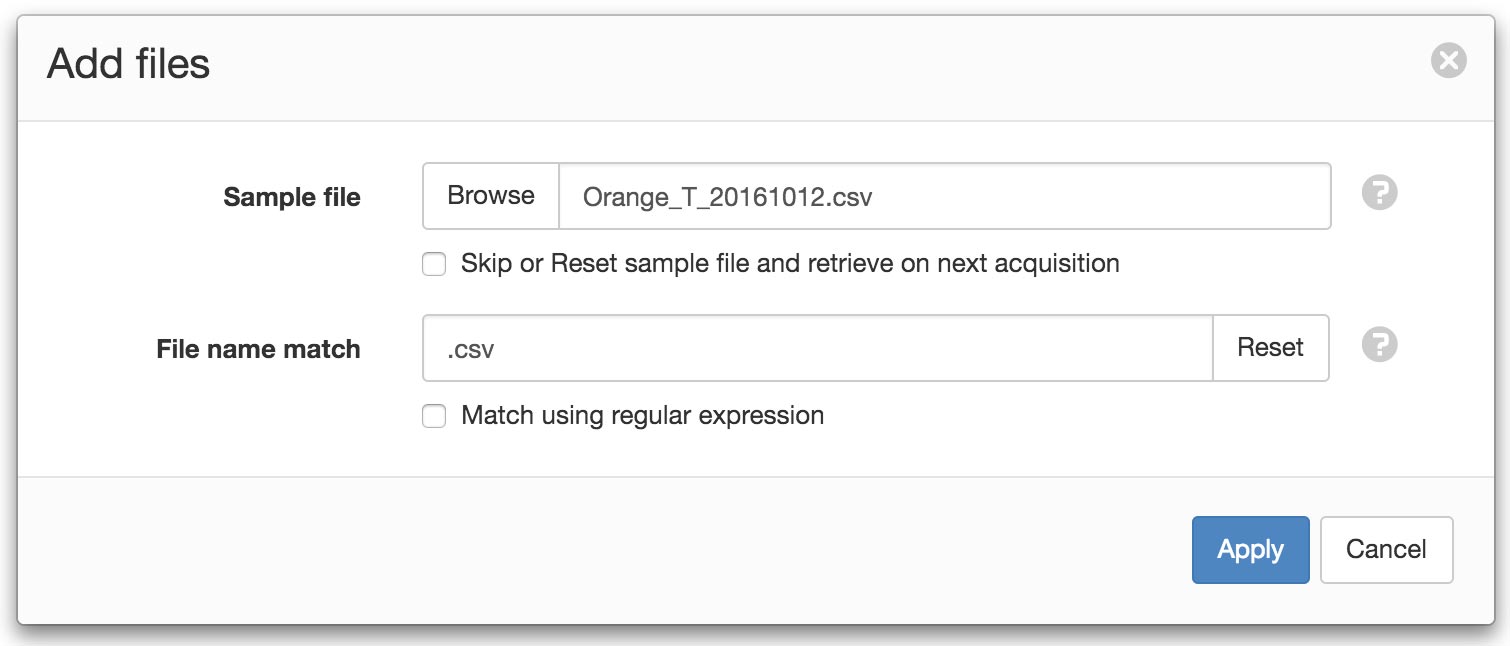 Add files
Sample file Browse Orange_T_20161012.csv ?
Skip or Reset sample file and retrieve on next acquisition
File name match .csv Reset ?
Match using regular expression
Apply Cancel